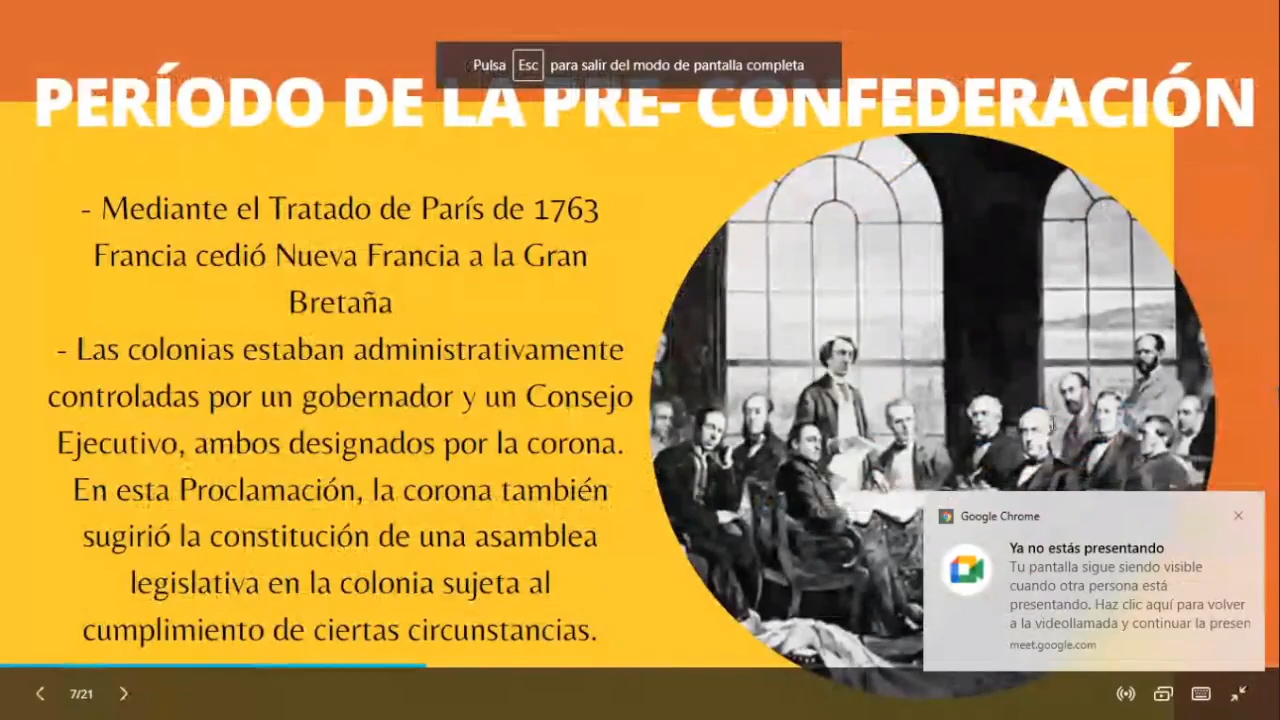 Pulsa Esc para salir del modo de pantalla completa
PERÍODO DE LA PRE- CONFEDERACIÓN
- Mediante el Tratado de París de 1763
Francia cedió Nueva Francia a la Gran
Bretaña
- Las colonias estaban administrativamente
controladas por un gobernador y un Consejo
Ejecutivo, ambos designados por la corona.
En esta Proclamación, la corona también
sugirió la constitución de una asamblea
legislativa en la colonia sujeta al
cumplimiento de ciertas circunstancias.
Google Chrome
Ya no estás presentando
Tu pantalla sigue siendo visible
cuando otra persona está
presentando. Haz clic aquí para volver
a la videollamada y continuar la presen
meet.google.com
7/21